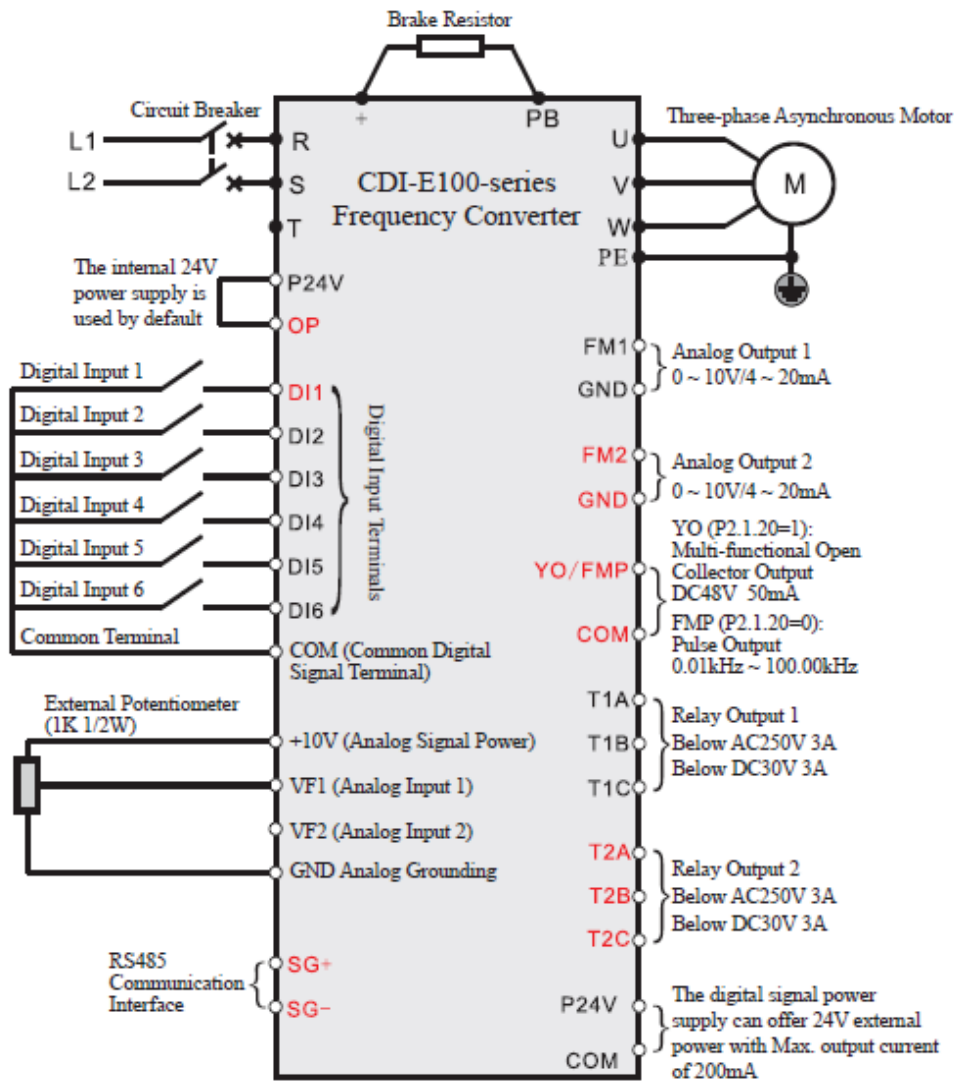 Brake Resistor
+
PB
Circuit Breaker
L1
R
L2
S
T
CDI-E100-series
Frequency Converter
U
V
W
PE
Three-phase Asynchronous Motor
M
The internal 24V
power supply is
used by default
P24V
OP
Digital Input 1
DI1
Digital Input 2
DI2
Digital Input 3
DI3
Digital Input 4
DI4
Digital Input 5
DI5
Digital Input 6
DI6
Digital Input Terminals
Common Terminal
COM (Common Digital
Signal Terminal)
External Potentiometer
(1K 1/2W)
+10V (Analog Signal Power)
VF1 (Analog Input 1)
VF2 (Analog Input 2)
GND Analog Grounding
RS485
Communication
Interface
SG+
SG-
FM1
GND
Analog Output 1
0 ~ 10V/4 ~ 20mA
FM2
GND
Analog Output 2
0 ~ 10V/4 ~ 20mA
YO/FMP
COM
YO (P2.1.20=1):
Multi-functional Open
Collector Output
DC48V 50mA
FMP (P2.1.20=0):
Pulse Output
0.01kHz ~ 100.00kHz
T1A
T1B
T1C
Relay Output 1
Below AC250V 3A
Below DC30V 3A
T2A
T2B
T2C
Relay Output 2
Below AC250V 3A
Below DC30V 3A
P24V
COM
The digital signal power
supply can offer 24V external
power with Max. output current
of 200mA